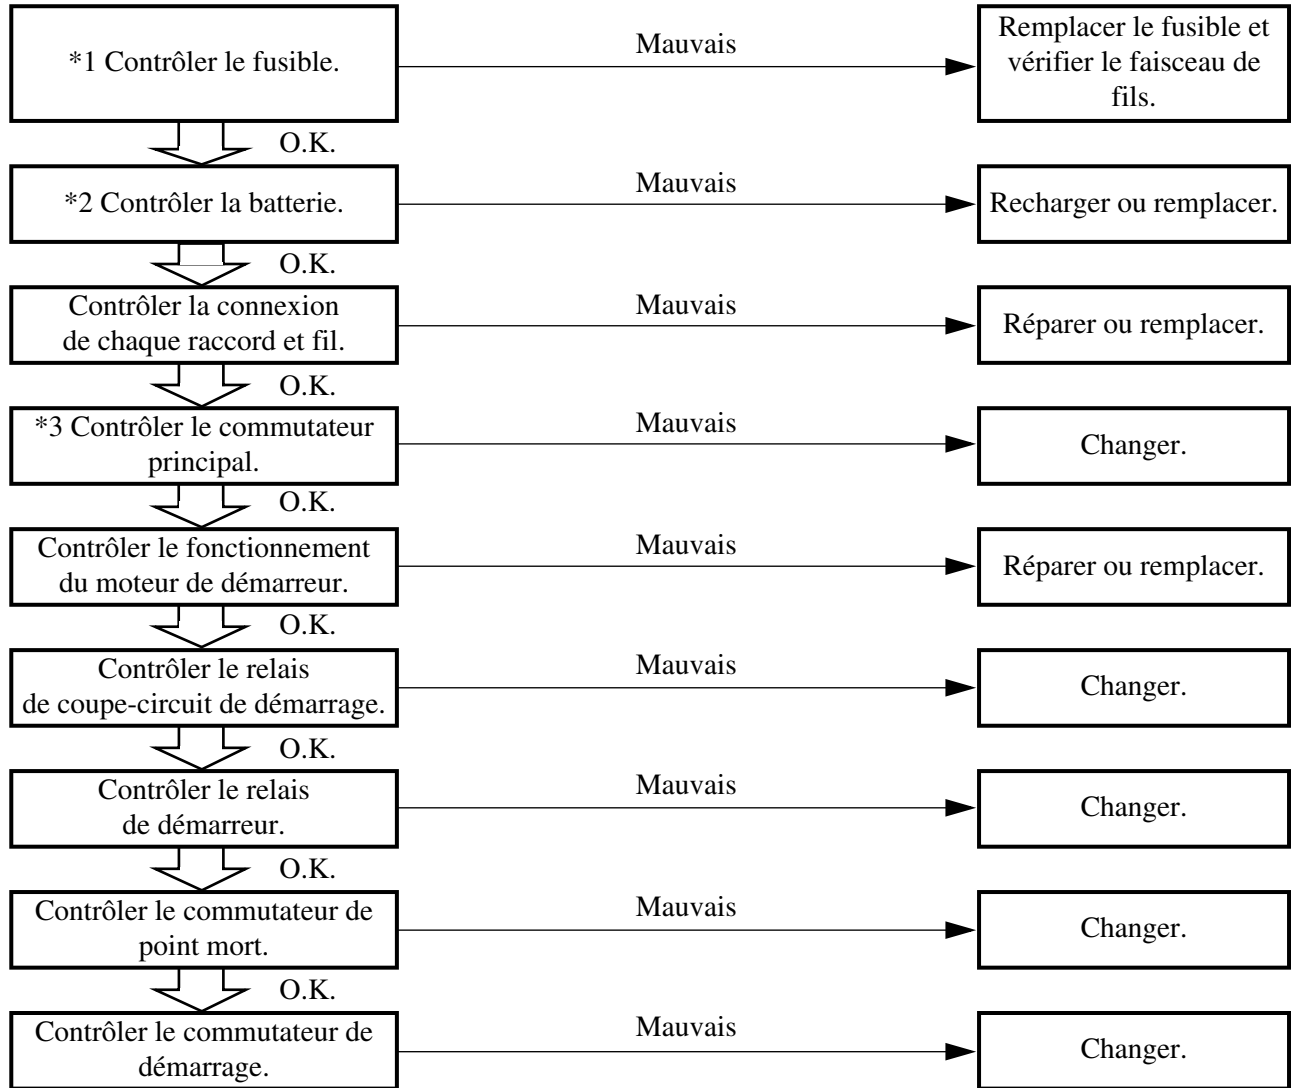 *1 Contrôler le fusible.
Mauvais
Remplacer le fusible et
vérifier le faisceau de
fils.
O.K.
*2 Contrôler la batterie.
Mauvais
Recharger ou remplacer.
O.K.
Contrôler la connexion
de chaque raccord et fil.
Mauvais
Réparer ou remplacer.
O.K.
*3 Contrôler le commutateur
principal.
Mauvais
Changer.
O.K.
Contrôler le fonctionnement
du moteur de démarreur.
Mauvais
Réparer ou remplacer.
O.K.
Contrôler le relais
de coupe-circuit de démarrage.
Mauvais
Changer.
O.K.
Contrôler le relais
de démarreur.
Mauvais
Changer.
O.K.
Contrôler le commutateur de
point mort.
Mauvais
Changer.
O.K.
Contrôler le commutateur de
démarrage.
Mauvais
Changer.